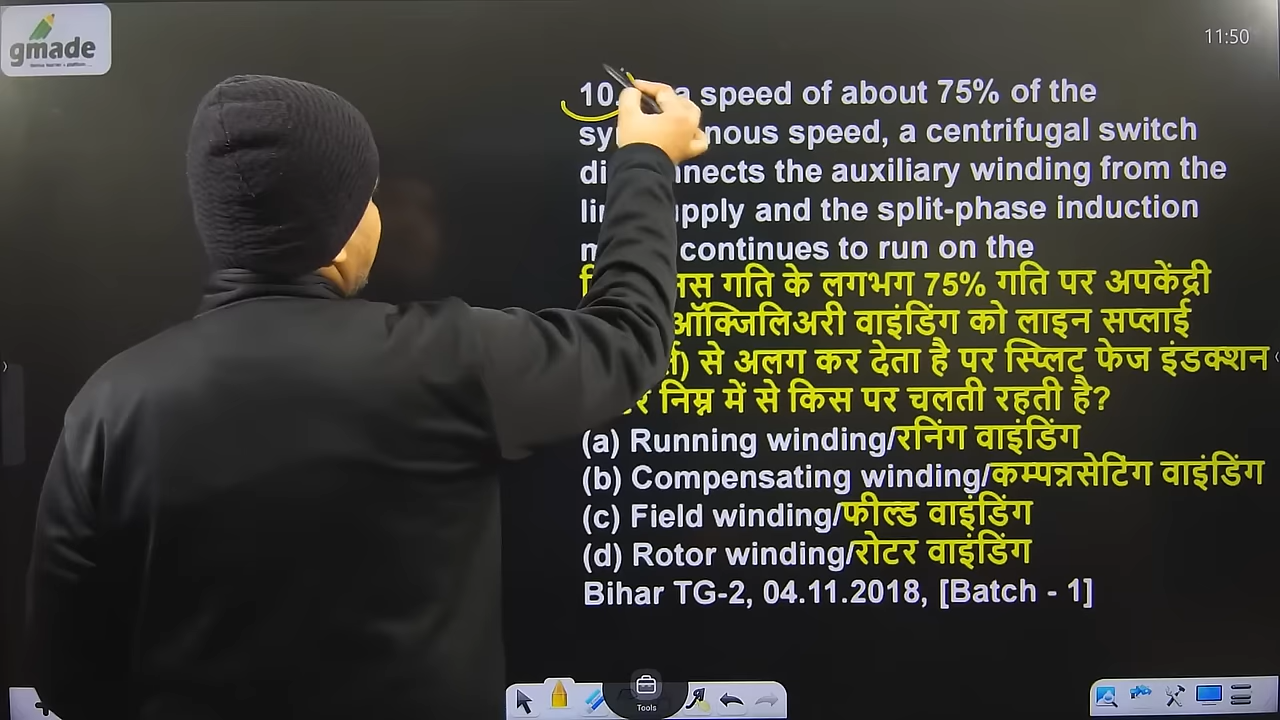 gmade
11:50
10. a speed of about 75% of the
nous speed, a centrifugal switch
nnects the auxiliary winding from the
pply and the split-phase induction
continues to run on the
गति के लगभग 75% गति पर अपकेंद्री
ऑक्जिलिअरी वाइंडिंग को लाइन सप्लाई
से अलग कर देता है पर स्प्लिट फेज इंडक्शन
निम्न में से किस पर चलती रहती है?
(a) Running winding/रनिंग वाइंडिंग
(b) Compensating winding/कम्पन्नसेटिंग वाइंडिंग
(c) Field winding/फील्ड वाइंडिंग
(d) Rotor winding/रोटर वाइंडिंग
Bihar TG-2, 04.11.2018, [Batch - 1]
Tools